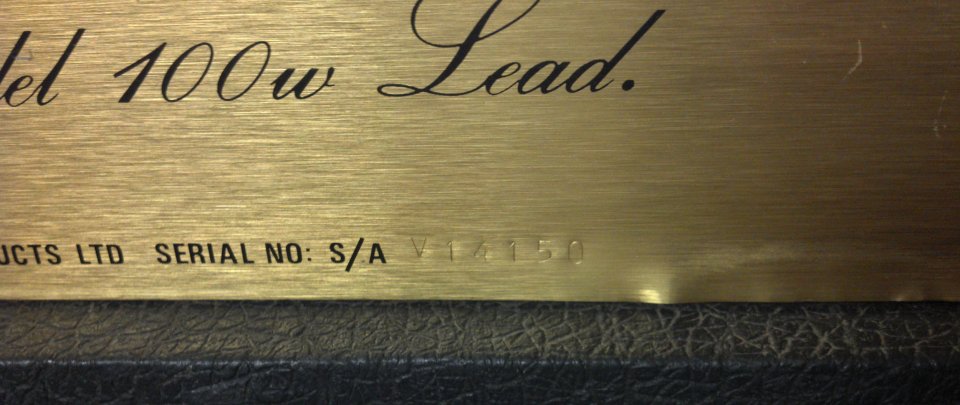 del 100w Lead.
UCTS LTD SERIAL NO: S/A V14150